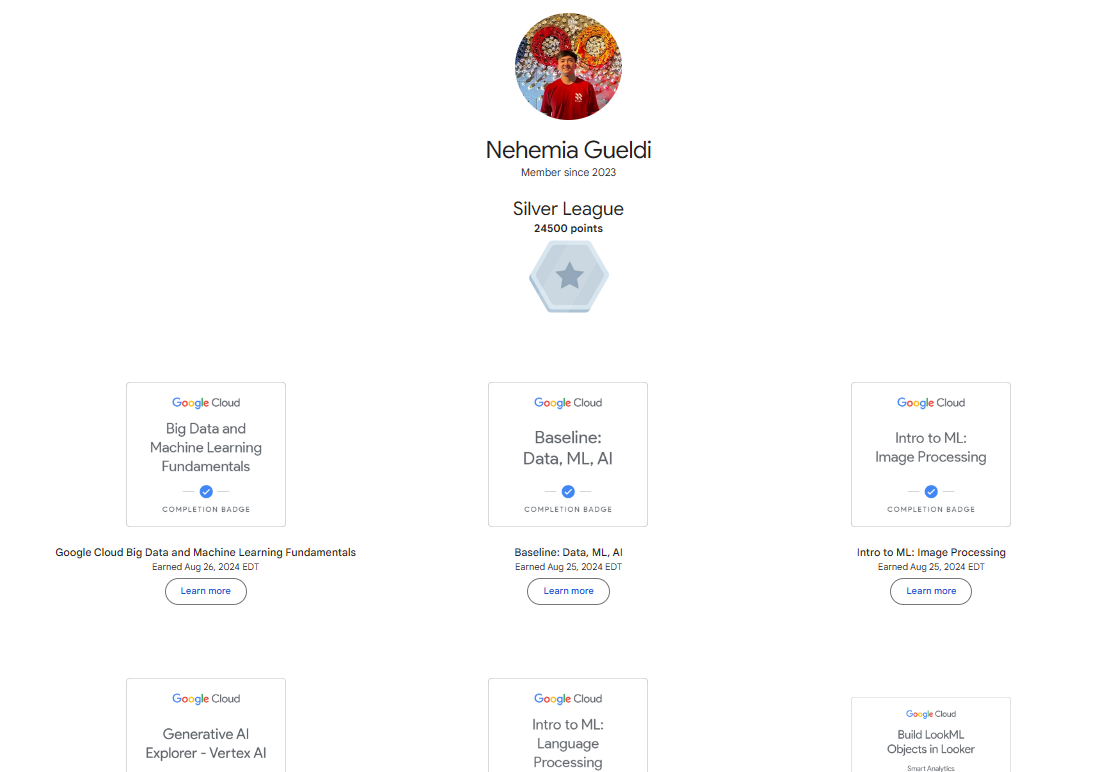 Nehemia Gueldi
Member since 2023
Silver League
24500 points
Google Cloud
Big Data and
Machine Learning
Fundamentals
COMPLETION BADGE
Google Cloud Big Data and Machine Learning Fundamentals
Earned Aug 26, 2024 EDT
Learn more
Google Cloud
Baseline:
Data, ML, AI
COMPLETION BADGE
Baseline: Data, ML, AI
Earned Aug 25, 2024 EDT
Learn more
Google Cloud
Intro to ML:
Image Processing
COMPLETION BADGE
Intro to ML: Image Processing
Earned Aug 25, 2024 EDT
Learn more
Google Cloud
Generative AI
Explorer - Vertex AI
Google Cloud
Intro to ML:
Language
Processing
Google Cloud
Build LookML
Objects in Looker
Smart Analytics